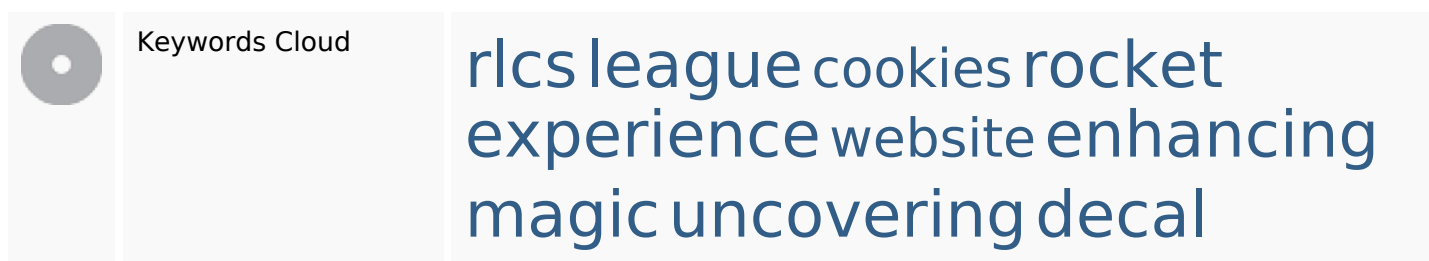 Keywords Cloud
rlcs league cookies rocket
experience website enhancing
magic uncovering decal